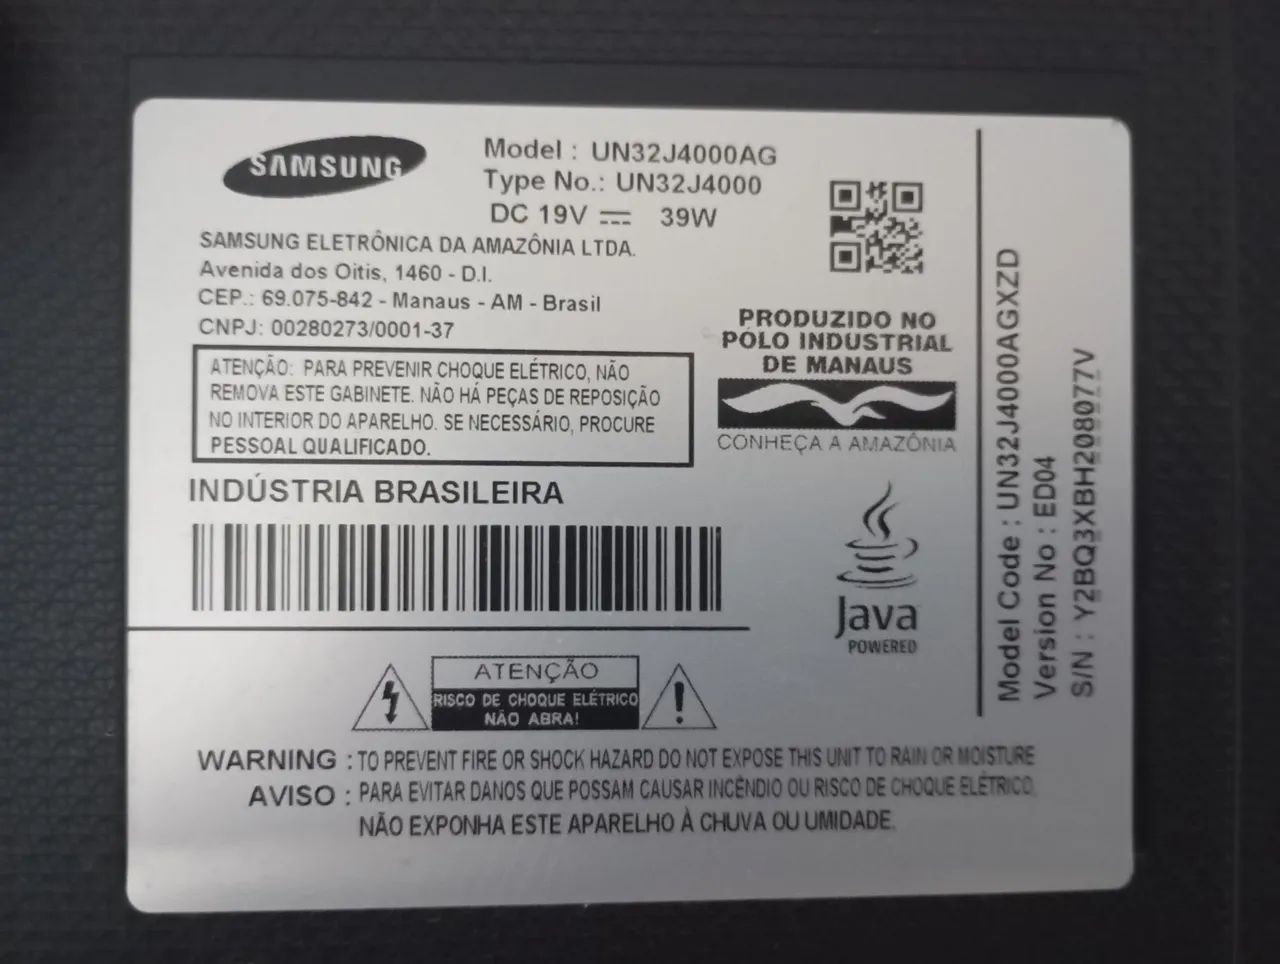 SAMSUNG
Model : UN32J4000AG
Type No.: UN32J4000
DC 19V ⎓ 39W
SAMSUNG ELETRÔNICA DA AMAZÔNIA LTDA.
Avenida dos Oitis, 1460 - D.I.
CEP.: 69.075-842 - Manaus - AM - Brasil
CNPJ: 00280273/0001-37
ATENÇÃO: PARA PREVENIR CHOQUE ELÉTRICO, NÃO
REMOVA ESTE GABINETE. NÃO HÁ PEÇAS DE REPOSIÇÃO
NO INTERIOR DO APARELHO. SE NECESSÁRIO, PROCURE
PESSOAL QUALIFICADO.
INDÚSTRIA BRASILEIRA
PRODUZIDO NO
PÓLO INDUSTRIAL
DE MANAUS
CONHEÇA A AMAZÔNIA
Java
POWERED
Model Code : UN32J4000AGXZD
Version No : ED04
S/N : Y2BQ3XBH208077V
ATENÇÃO
RISCO DE CHOQUE ELÉTRICO
NÃO ABRA!
WARNING : TO PREVENT FIRE OR SHOCK HAZARD DO NOT EXPOSE THIS UNIT TO RAIN OR MOISTURE
AVISO : PARA EVITAR DANOS QUE POSSAM CAUSAR INCÊNDIO OU RISCO DE CHOQUE ELÉTRICO,
NÃO EXPONHA ESTE APARELHO À CHUVA OU UMIDADE.